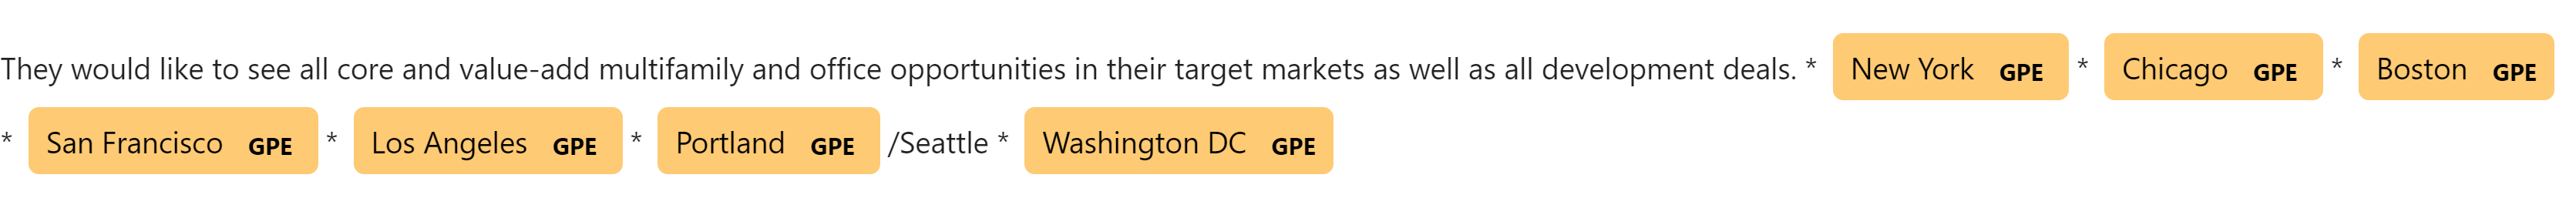 They would like to see all core and value-add multifamily and office opportunities in their target markets as well as all development deals. * New York GPE * Chicago GPE * Boston GPE
* San Francisco GPE * Los Angeles GPE * Portland GPE /Seattle * Washington DC GPE